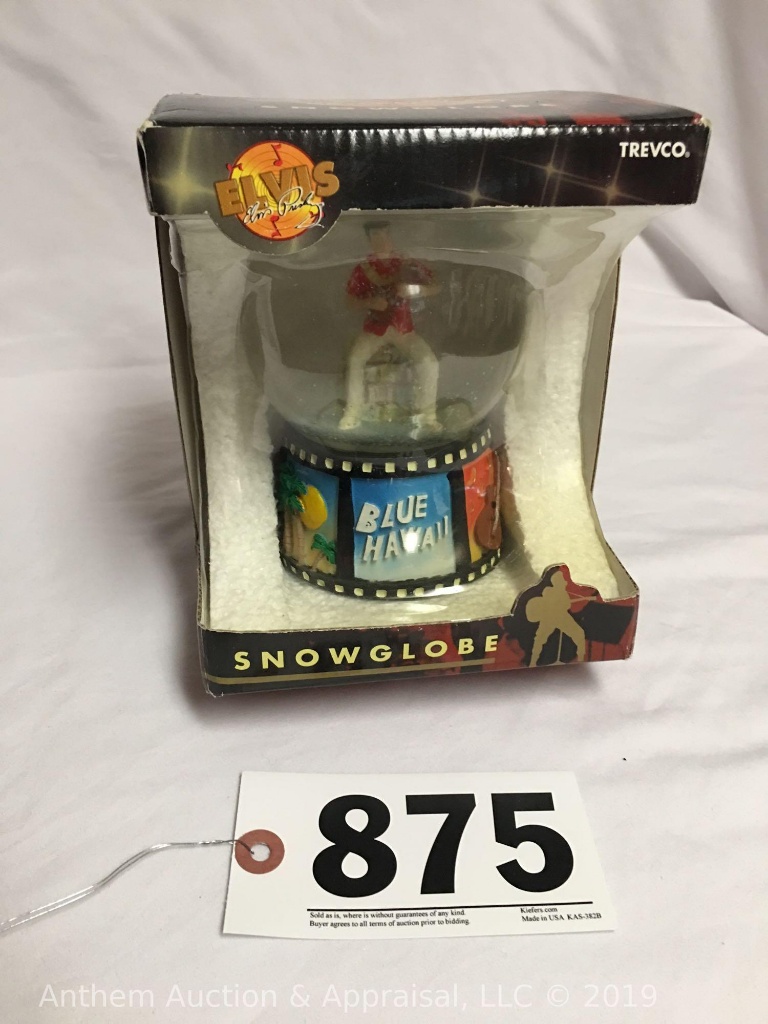 TREVCO®
ELVIS
Elvis Presley
BLUE
HAWAII
SNOWGLOBE
875
Sold as is, where is without guarantees of any kind.
Buyer agrees to all terms of auction prior to bidding.
Kiefers.com
Made in USA KAS-382B
Anthem Auction & Appraisal, LLC © 2019